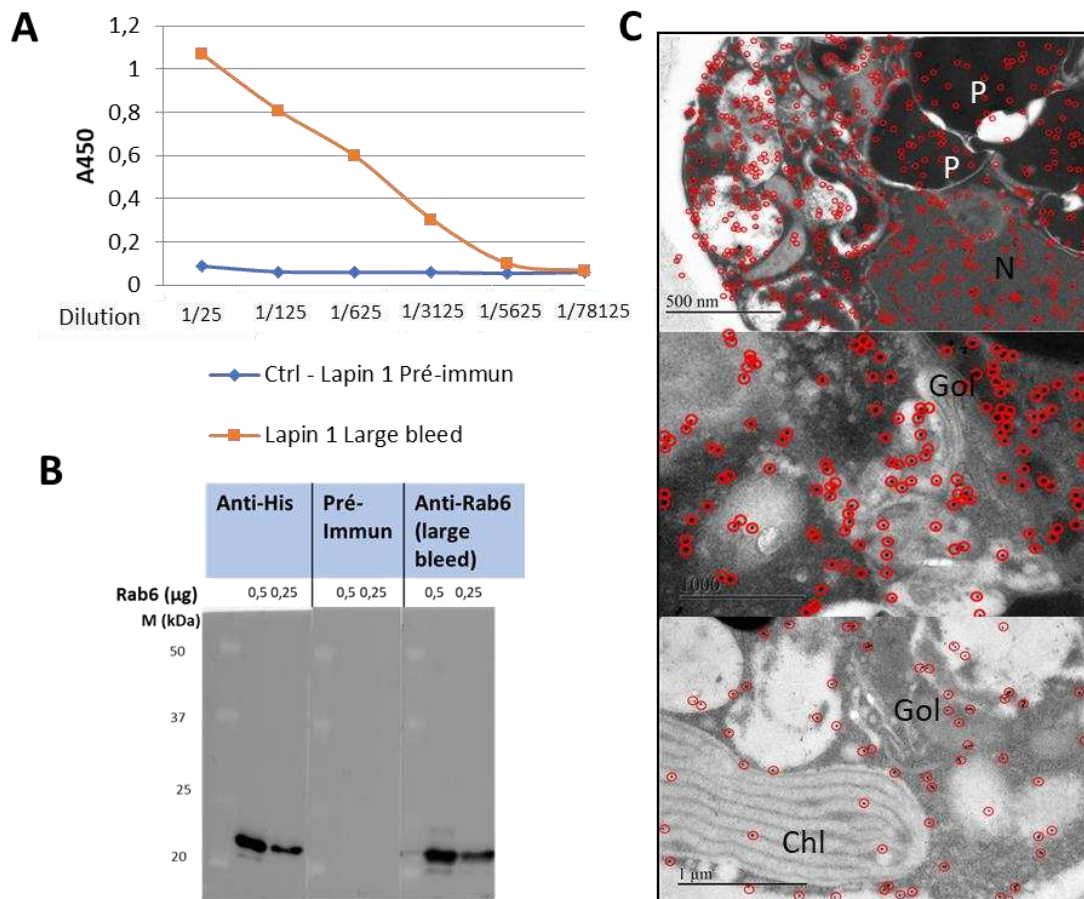 A
1,2
1
0,8
0,6
0,4
0,2
0
A450
Dilution 1/25 1/125 1/625 1/3125 1/5625 1/78125
Ctrl - Lapin 1 Pré-immun
Lapin 1 Large bleed
B
Anti-His
Pré-
Immun
Anti-Rab6
(large
bleed)
Rab6 (µg) 0,5 0,25 0,5 0,25 0,5 0,25
M (kDa)
50
37
25
20
C
P
P
N
500 nm
Gol
1000
Gol
Chl
1 µm